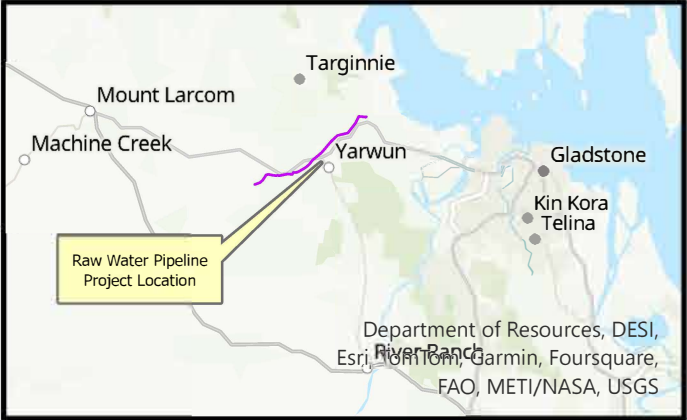 Targinnie
Mount Larcom
Machine Creek
Yarwun
Gladstone
Kin Kora
Telina
Raw Water Pipeline
Project Location
River Ranch
Department of Resources, DESI,
Esri, TomTom, Garmin, Foursquare,
FAO, METI/NASA, USGS